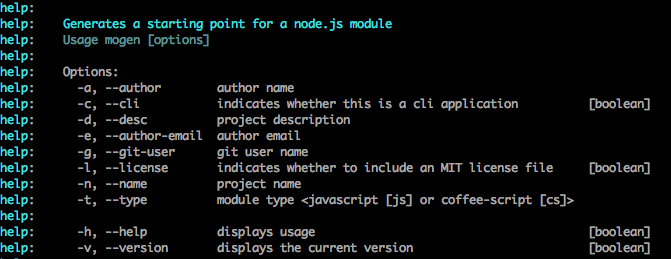 help:
help:    Generates a starting point for a node.js module
help:    Usage mogen [options]
help:
help:    Options:
help:      -a, --author        author name
help:      -c, --cli           indicates whether this is a cli application         [boolean]
help:      -d, --desc          project description
help:      -e, --author-email  author email
help:      -g, --git-user      git user name
help:      -l, --license       indicates whether to include an MIT license file    [boolean]
help:      -n, --name          project name
help:      -t, --type          module type <javascript [js] or coffee-script [cs]>
help:
help:      -h, --help          displays usage                                      [boolean]
help:      -v, --version       displays the current version                        [boolean]
help: